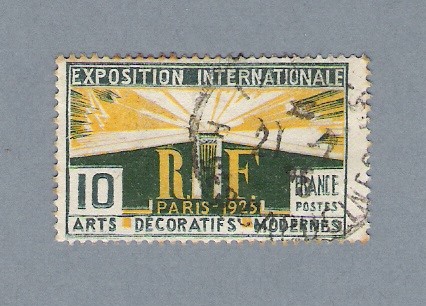 EXPOSITION INTERNATIONALE
R.F.
10
FRANCE
PARIS-1925
POSTES
ARTS DÉCORATIFS MODERNES